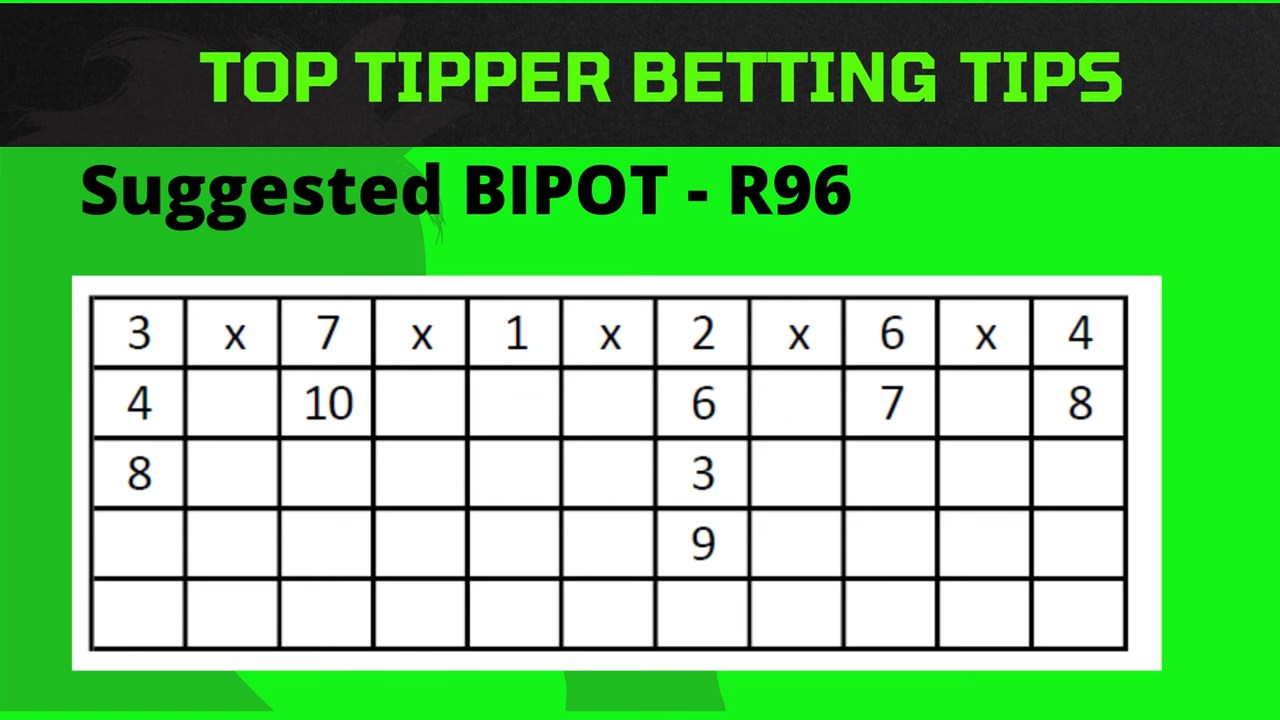 TOP TIPPER BETTING TIPS
Suggested BIPOT - R96
3 x 7 x 1 x 2 x 6 x 4
4 10 6 7 8
8 3
9